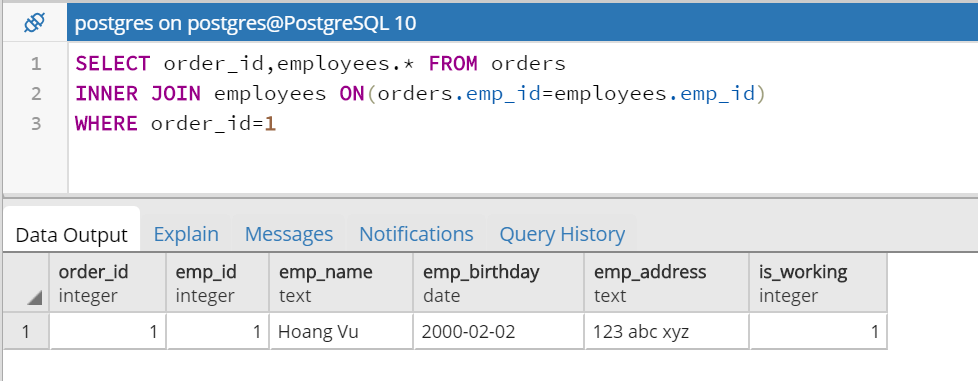 postgres on postgres@PostgreSQL 10
1 SELECT order_id,employees.* FROM orders
2 INNER JOIN employees ON(orders.emp_id=employees.emp_id)
3 WHERE order_id=1
Data Output Explain Messages Notifications Query History
order_id emp_id emp_name emp_birthday emp_address is_working
integer integer text date text integer
1 1 1 Hoang Vu 2000-02-02 123 abc xyz 1